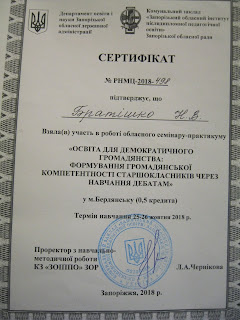 Департамент освіти і
науки Запорізької
обласної державної
адміністрації
Комунальний заклад
«Запорізький обласний інститут
післядипломної педагогічної
освіти»
Запорізької обласної ради
СЕРТИФІКАТ
№ РНМЦ-2018-498
підтверджує, що
Взяла(в) участь в роботі обласного семінару-практикуму
«ОСВІТА ДЛЯ ДЕМОКРАТИЧНОГО
ГРОМАДЯНСТВА:
ФОРМУВАННЯ ГРОМАДЯНСЬКОЇ
КОМПЕТЕНТНОСТІ СТАРШОКЛАСНИКІВ ЧЕРЕЗ
НАВЧАННЯ ДЕБАТАМ»
у м.Бердянську (0,5 кредита)
Термін навчання 25-26 жовтня 2018 р.
Проректор з навчально-
методичної роботи
КЗ «ЗОІППО» ЗОР
Л.А.Чернікова
Запоріжжя, 2018 р.